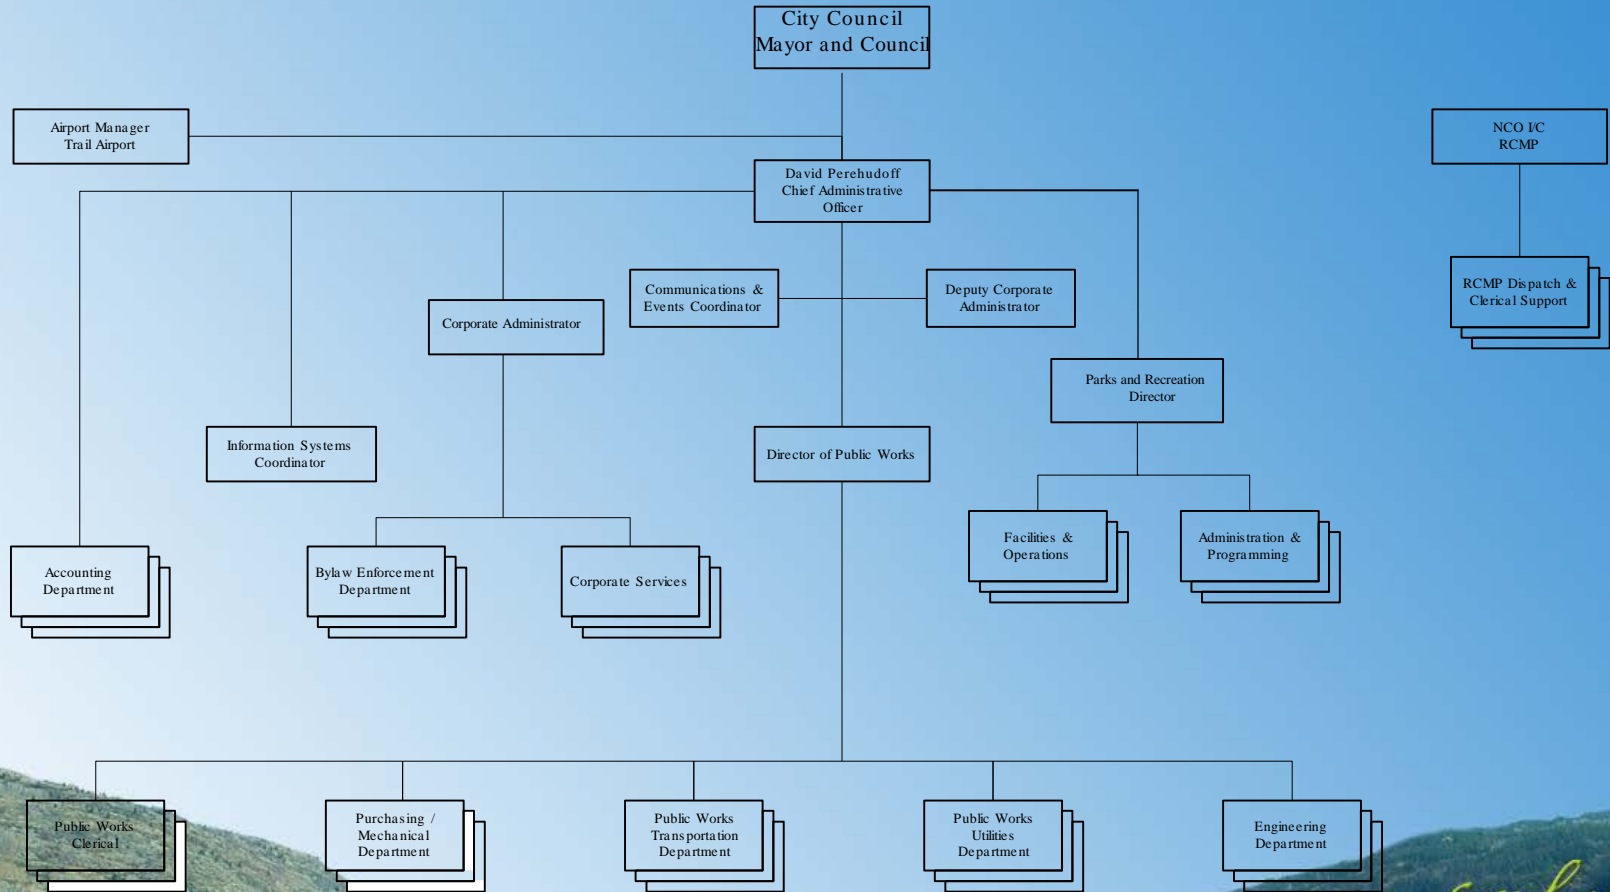 City Council
Mayor and Council
Airport Manager
Trail Airport
NCO I/C
RCMP
David Perehudoff
Chief Administrative
Officer
Communications &
Events Coordinator
Deputy Corporate
Administrator
RCMP Dispatch &
Clerical Support
Corporate Administrator
Parks and Recreation
Director
Information Systems
Coordinator
Director of Public Works
Facilities &
Operations
Administration &
Programming
Accounting
Department
Bylaw Enforcement
Department
Corporate Services
Public Works
Clerical
Purchasing /
Mechanical
Department
Public Works
Transportation
Department
Public Works
Utilities
Department
Engineering
Department